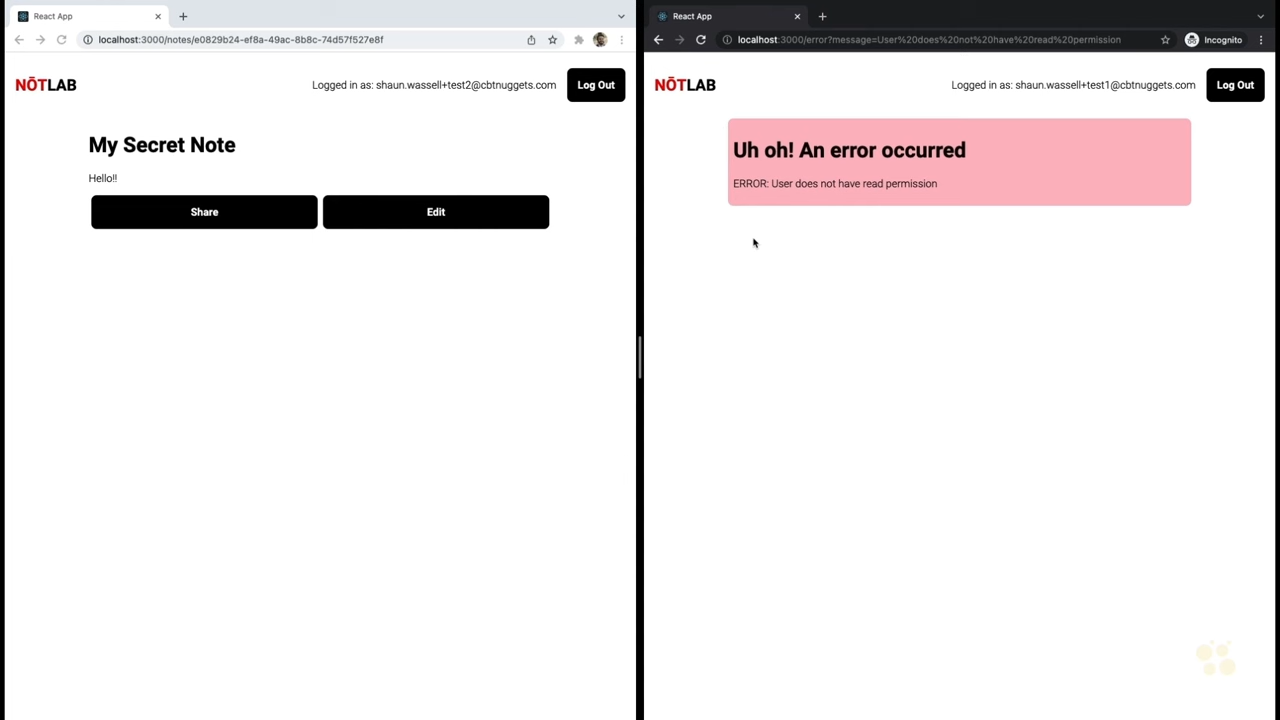 React App
localhost:3000/notes/e0829b24-ef8a-49ac-8b8c-74d57f527e8f
NŌTLAB
Logged in as: shaun.wassell+test2@cbtnuggets.com
Log Out
My Secret Note
Hello!!
Share
Edit
React App
localhost:3000/error?message=User%20does%20not%20have%20read%20permission
Incognito
NŌTLAB
Logged in as: shaun.wassell+test1@cbtnuggets.com
Log Out
Uh oh! An error occurred
ERROR: User does not have read permission